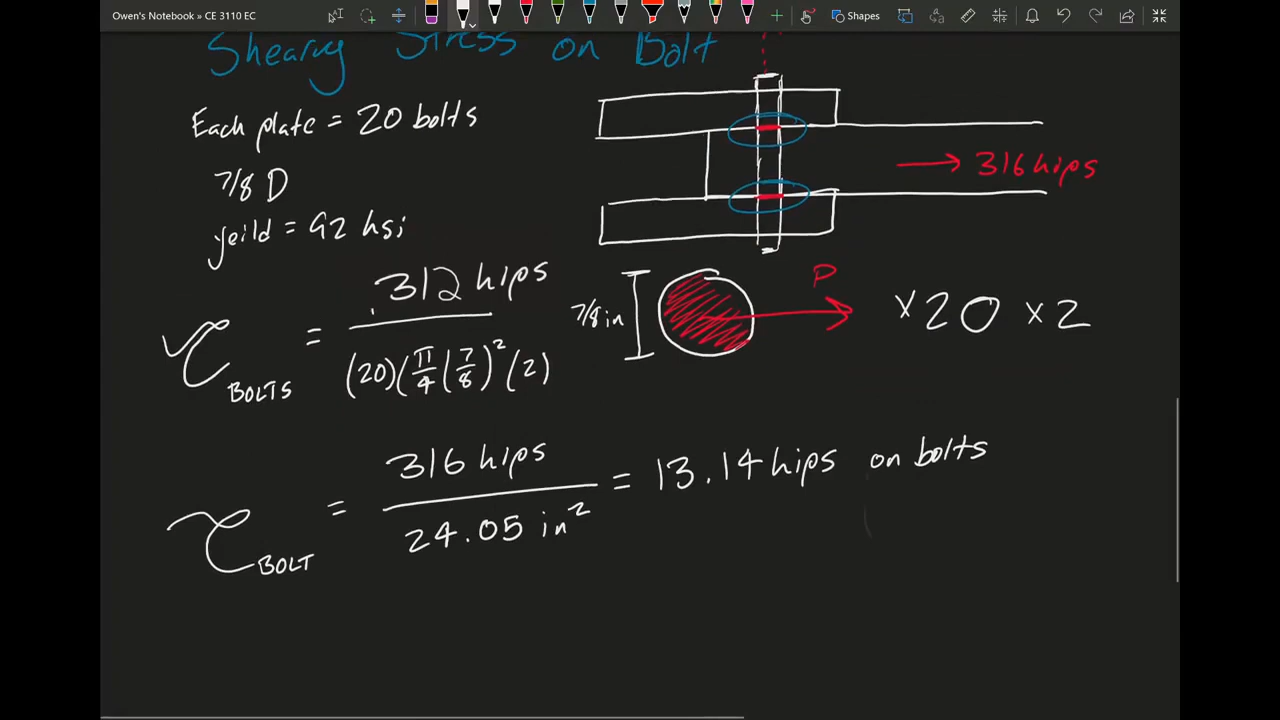 Owen's Notebook » CE 3110 EC
Shapes
Shearing Stress on Bolt
Each plate = 20 bolts
7/8 D
yeild = 92 ksi
316 kips
τ BOLTS = 312 kips / (20)(π/4 (7/8)² (2)
7/8 in
P
×20 ×2
τ BOLT = 316 kips / 24.05 in² = 13.14 kips on bolts